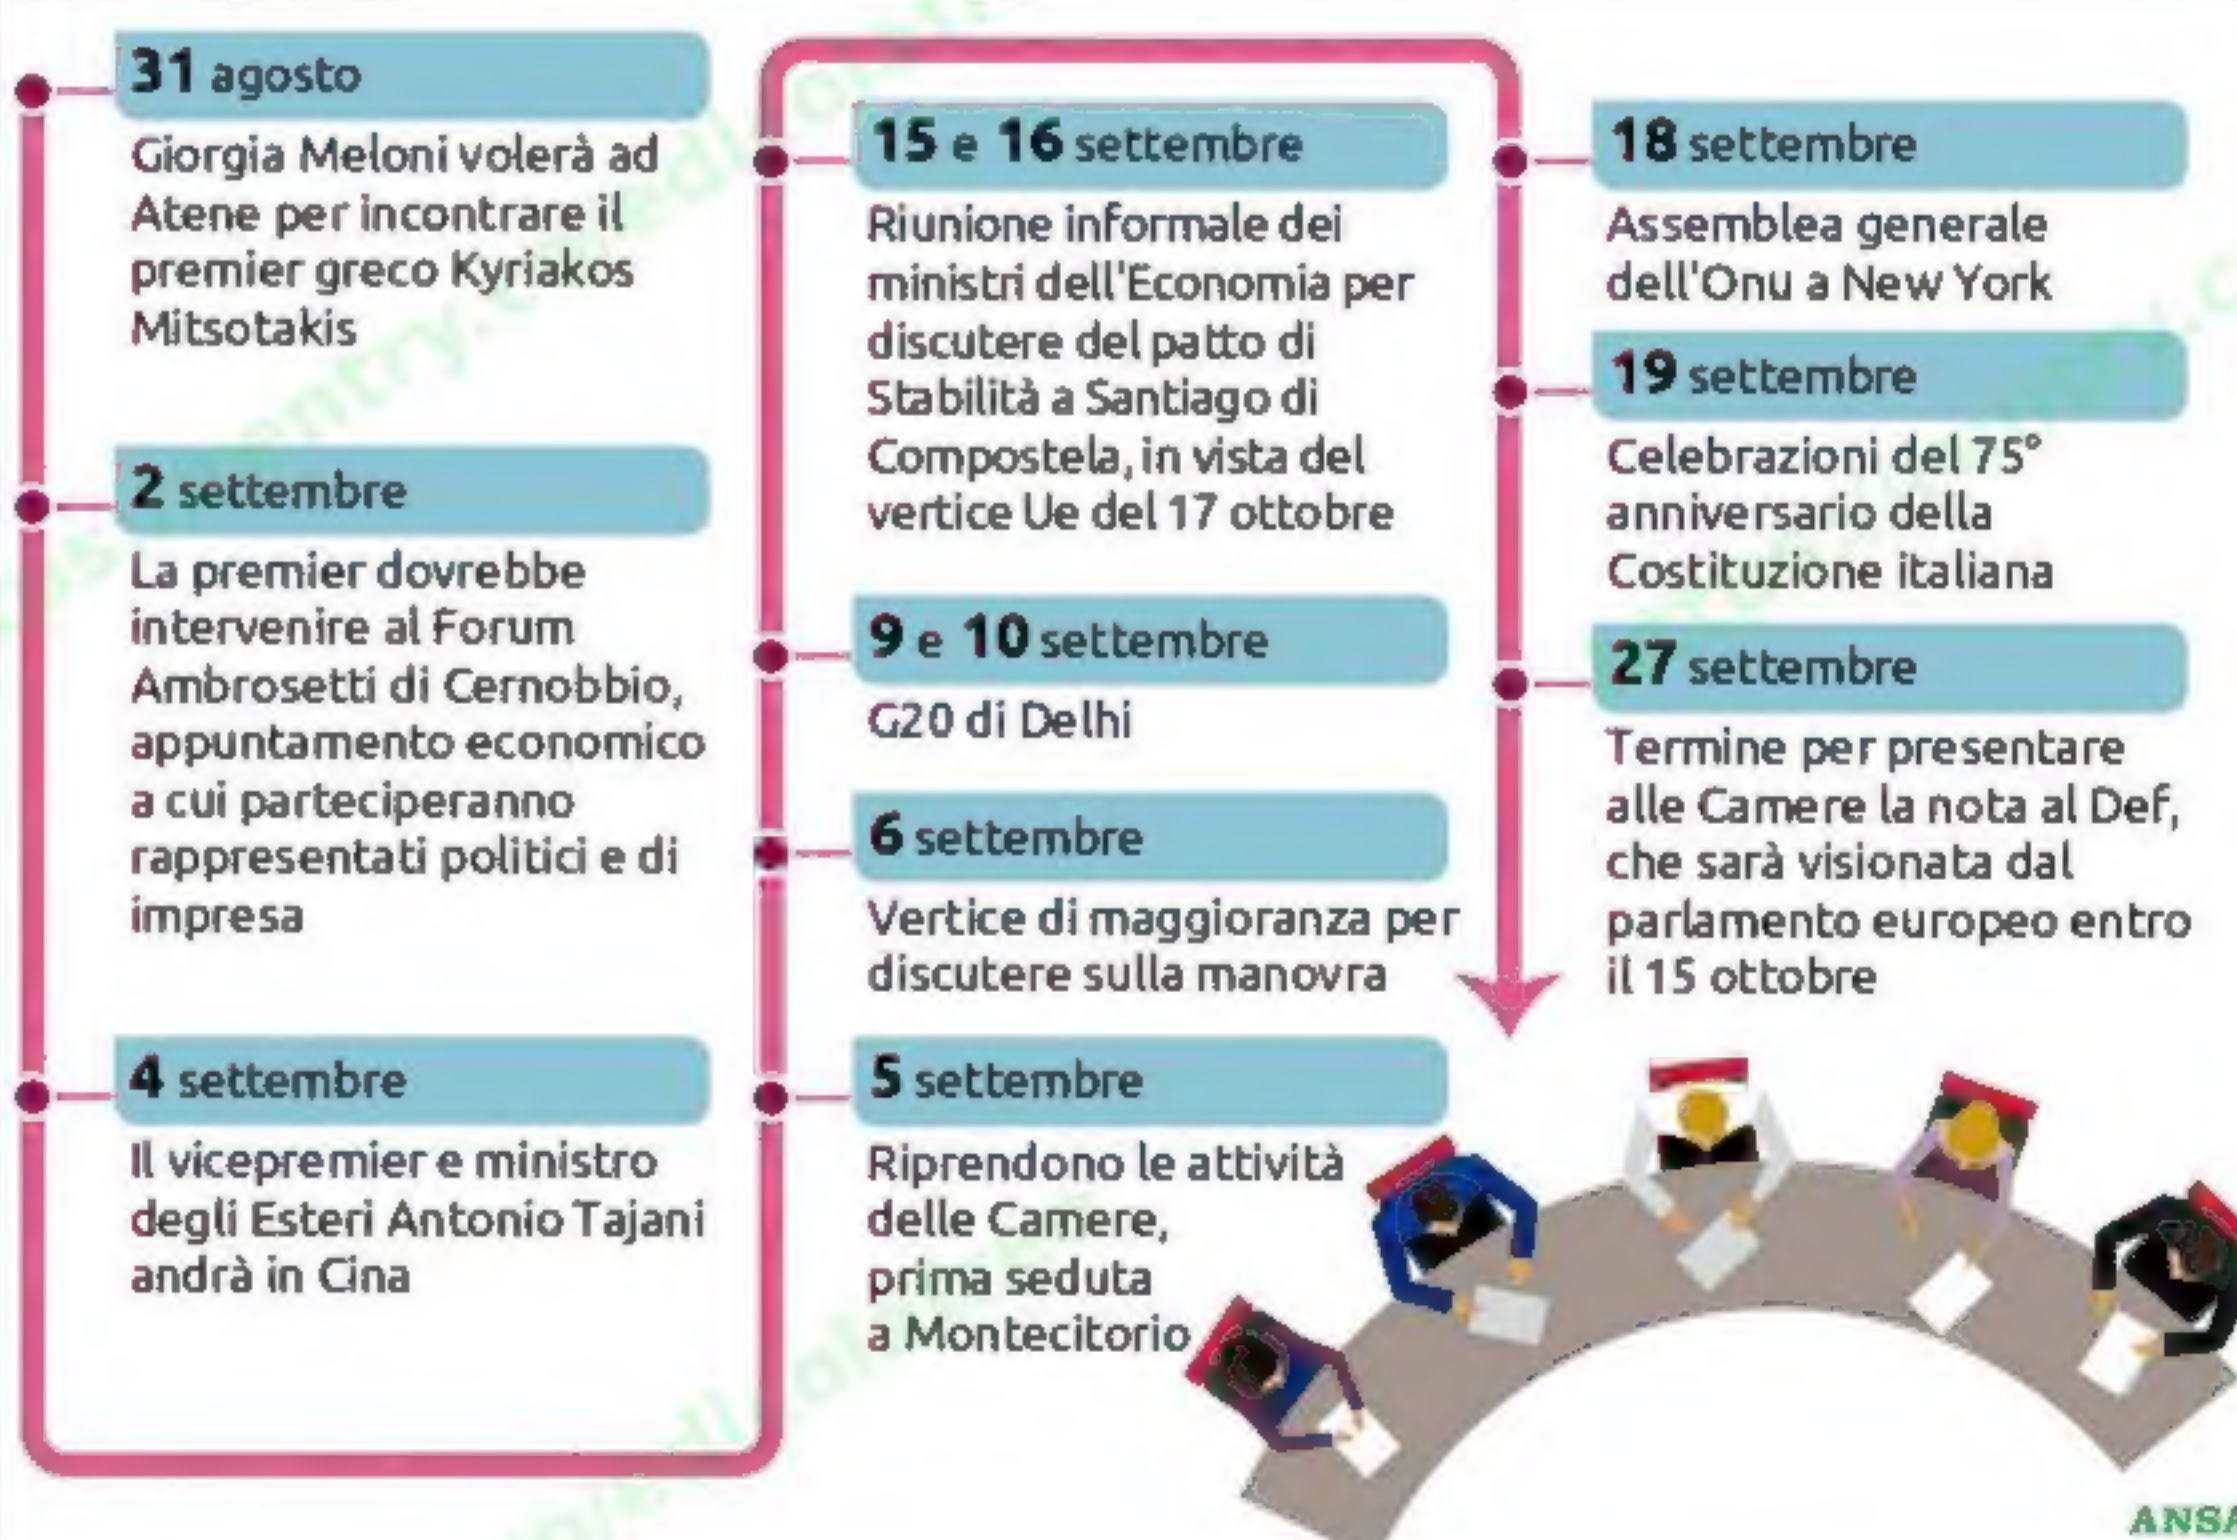 31 agosto
Giorgia Meloni volerà ad
Atene per incontrare il
premier greco Kyriakos
Mitsotakis
2 settembre
La premier dovrebbe
intervenire al Forum
Ambrosetti di Cernobbio,
appuntamento economico
a cui parteciperanno
rappresentati politici e di
impresa
4 settembre
Il vicepremier e ministro
degli Esteri Antonio Tajani
andrà in Cina
15 e 16 settembre
Riunione informale dei
ministri dell'Economia per
discutere del patto di
Stabilità a Santiago di
Compostela, in vista del
vertice Ue del 17 ottobre
9 e 10 settembre
G20 di Delhi
6 settembre
Vertice di maggioranza per
discutere sulla manovra
5 settembre
Riprendono le attività
delle Camere,
prima seduta
a Montecitorio
18 settembre
Assemblea generale
dell'Onu a New York
19 settembre
Celebrazioni del 75°
anniversario della
Costituzione italiana
27 settembre
Termine per presentare
alle Camere la nota al Def,
che sarà visionata dal
parlamento europeo entro
il 15 ottobre
ANSA